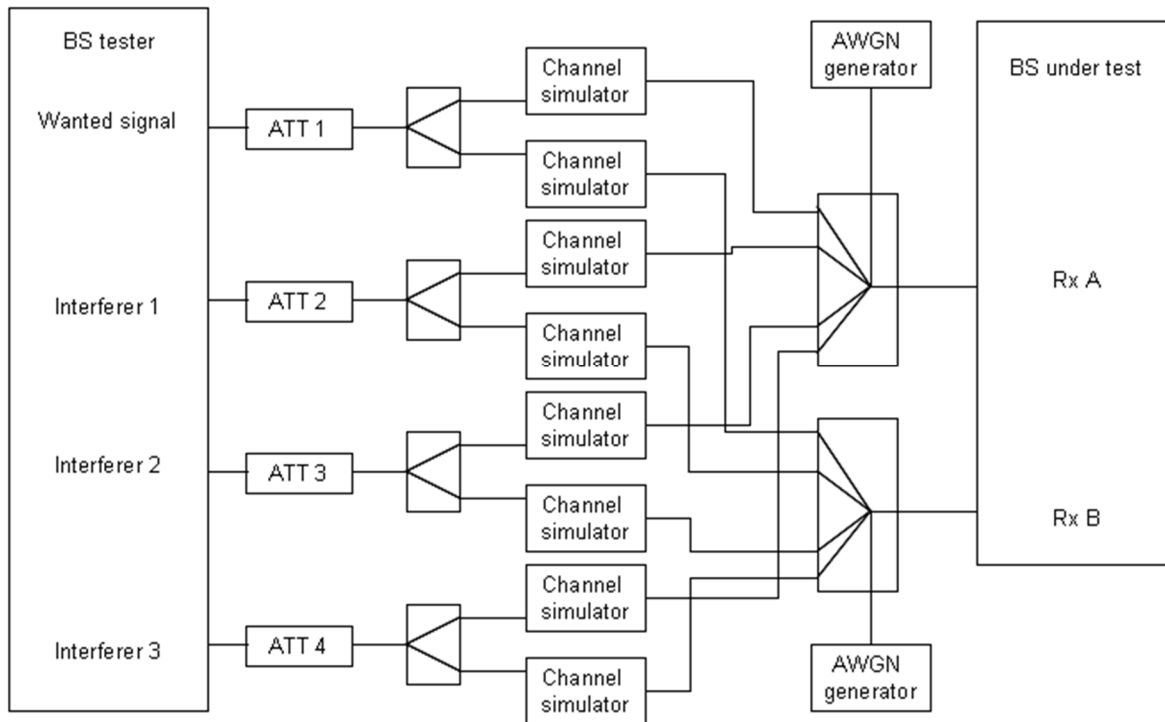 BS tester
Wanted signal
Interferer 1
Interferer 2
Interferer 3
ATT 1
ATT 2
ATT 3
ATT 4
Channel
simulator
Channel
simulator
Channel
simulator
Channel
simulator
Channel
simulator
Channel
simulator
Channel
simulator
Channel
simulator
AWGN
generator
AWGN
generator
BS under test
Rx A
Rx B